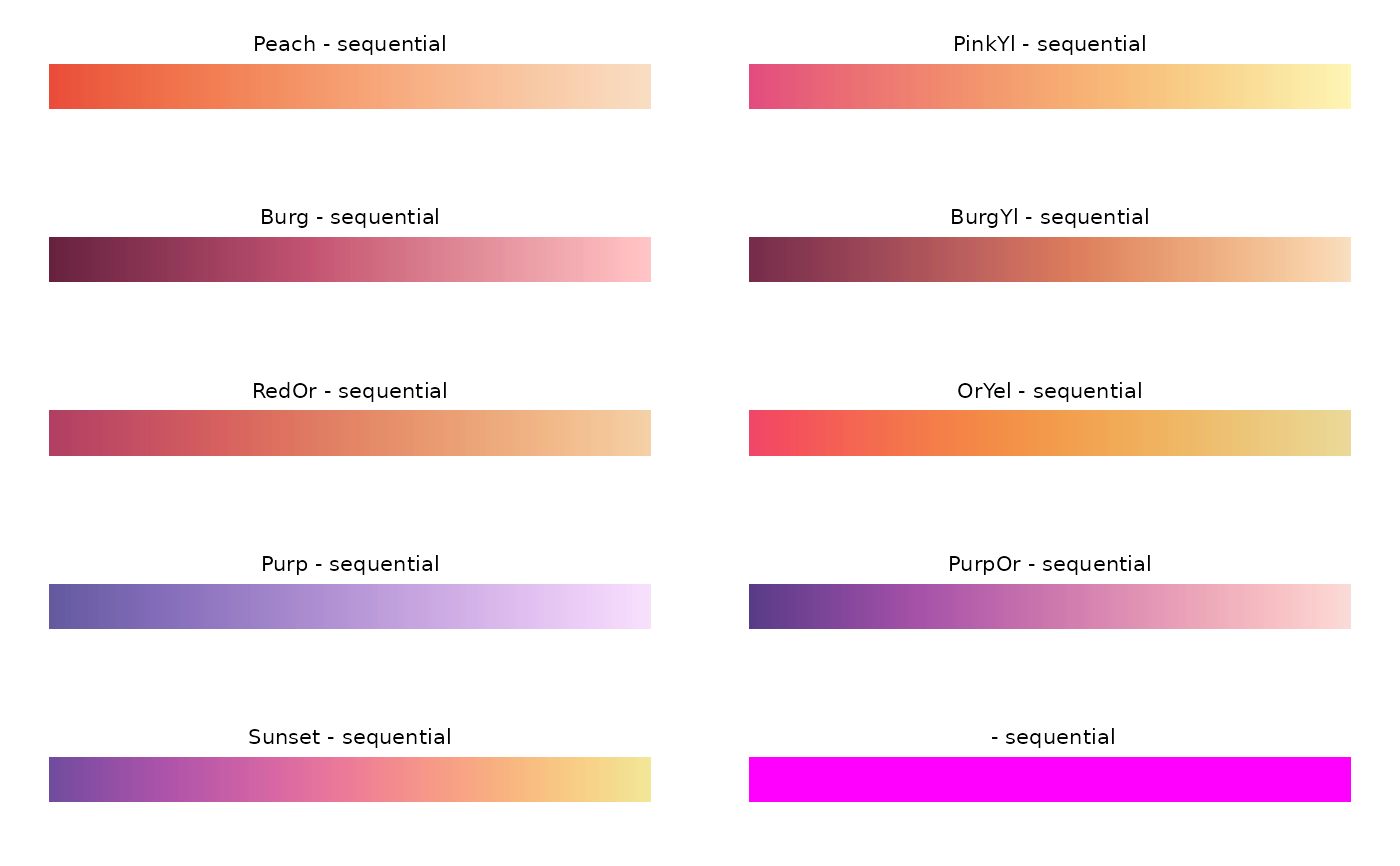 Peach - sequential
PinkYl - sequential
Burg - sequential
BurgYl - sequential
RedOr - sequential
OrYel - sequential
Purp - sequential
PurpOr - sequential
Sunset - sequential
- sequential